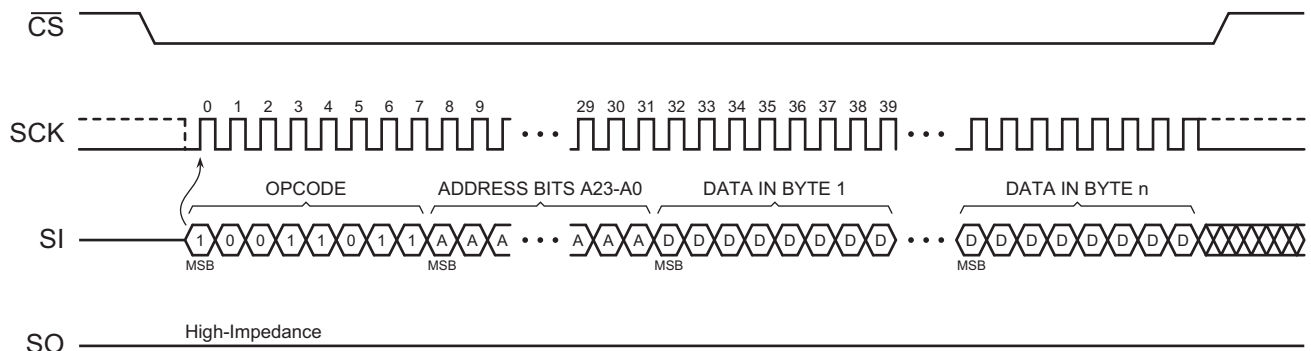 CS
0 1 2 3 4 5 6 7 8 9 29 30 31 32 33 34 35 36 37 38 39
SCK
OPCODE ADDRESS BITS A23-A0 DATA IN BYTE 1 DATA IN BYTE n
SI 1 0 0 1 1 0 1 1 A A A A A A D D D D D D D D D D D D D D D D
MSB MSB MSB MSB
High-Impedance
SO